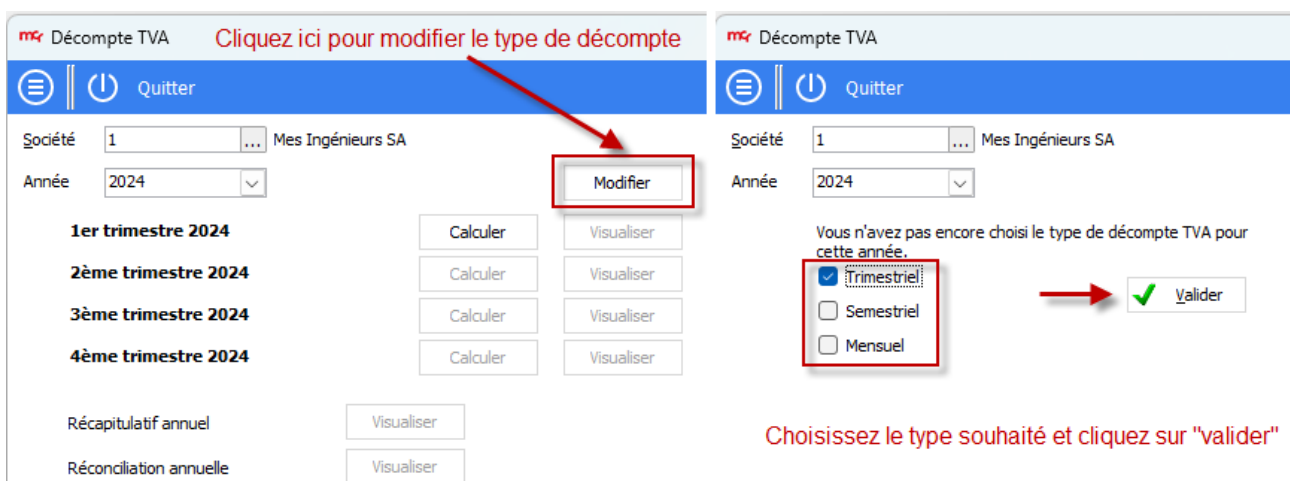 mcr Décompte TVA
Cliquez ici pour modifier le type de décompte
Quitter
Société 1 ... Mes Ingénieurs SA
Année 2024 Modifier
1er trimestre 2024 Calculer Visualiser
2ème trimestre 2024 Calculer Visualiser
3ème trimestre 2024 Calculer Visualiser
4ème trimestre 2024 Calculer Visualiser
Récapitulatif annuel Visualiser
Réconciliation annuelle Visualiser
mcr Décompte TVA
Quitter
Société 1 ... Mes Ingénieurs SA
Année 2024
Vous n'avez pas encore choisi le type de décompte TVA pour
cette année.
Trimestriel
Semestriel
Mensuel
Valider
Choisissez le type souhaité et cliquez sur "valider"